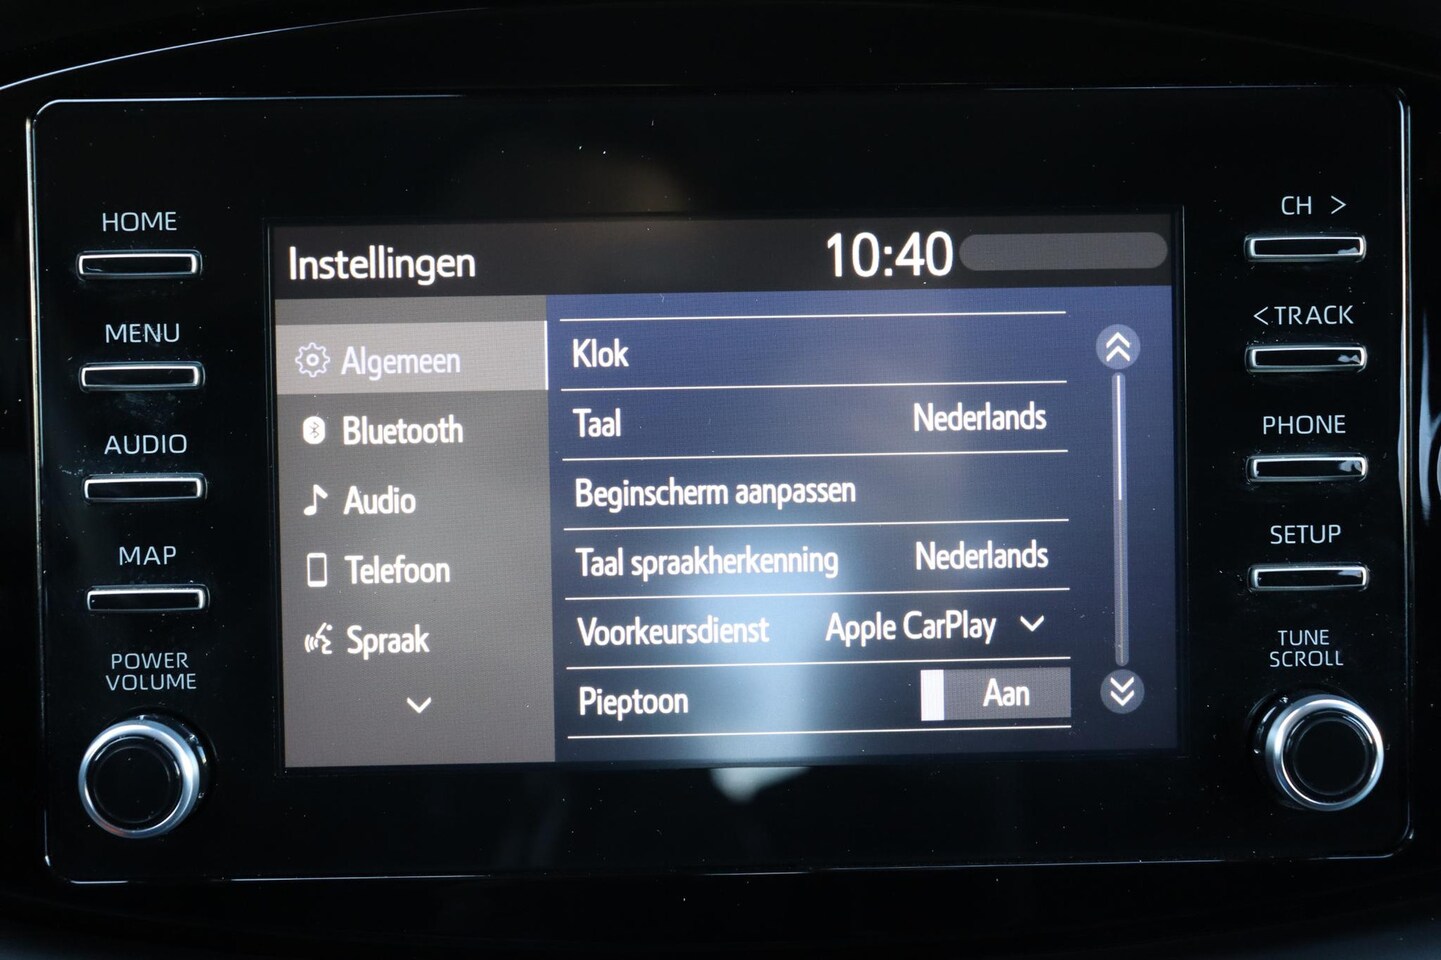 HOME
MENU
AUDIO
MAP
POWER
VOLUME
Instellingen 10:40
Algemeen
Bluetooth
Audio
Telefoon
Spraak
Klok
Taal Nederlands
Beginscherm aanpassen
Taal spraakherkenning Nederlands
Voorkeursdienst Apple CarPlay
Pieptoon Aan
CH >
< TRACK
PHONE
SETUP
TUNE
SCROLL